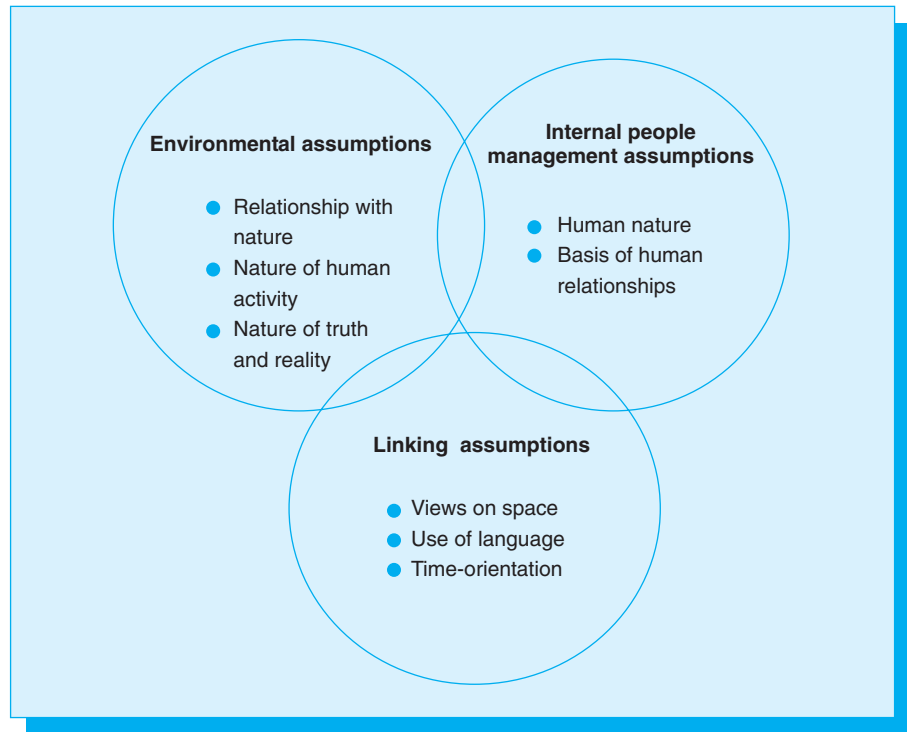 Environmental assumptions
● Relationship with
nature
● Nature of human
activity
● Nature of truth
and reality
Internal people
management assumptions
● Human nature
● Basis of human
relationships
Linking assumptions
● Views on space
● Use of language
● Time-orientation